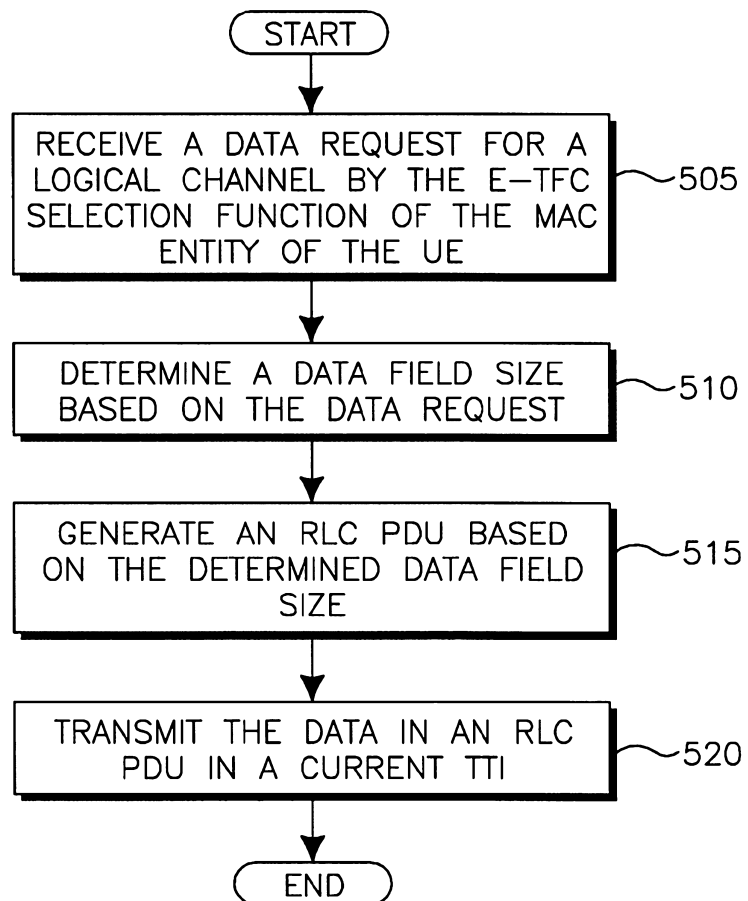 START
RECEIVE A DATA REQUEST FOR A
LOGICAL CHANNEL BY THE E-TFC
SELECTION FUNCTION OF THE MAC
ENTITY OF THE UE
505
DETERMINE A DATA FIELD SIZE
BASED ON THE DATA REQUEST
510
GENERATE AN RLC PDU BASED
ON THE DETERMINED DATA FIELD
SIZE
515
TRANSMIT THE DATA IN AN RLC
PDU IN A CURRENT TTI
520
END